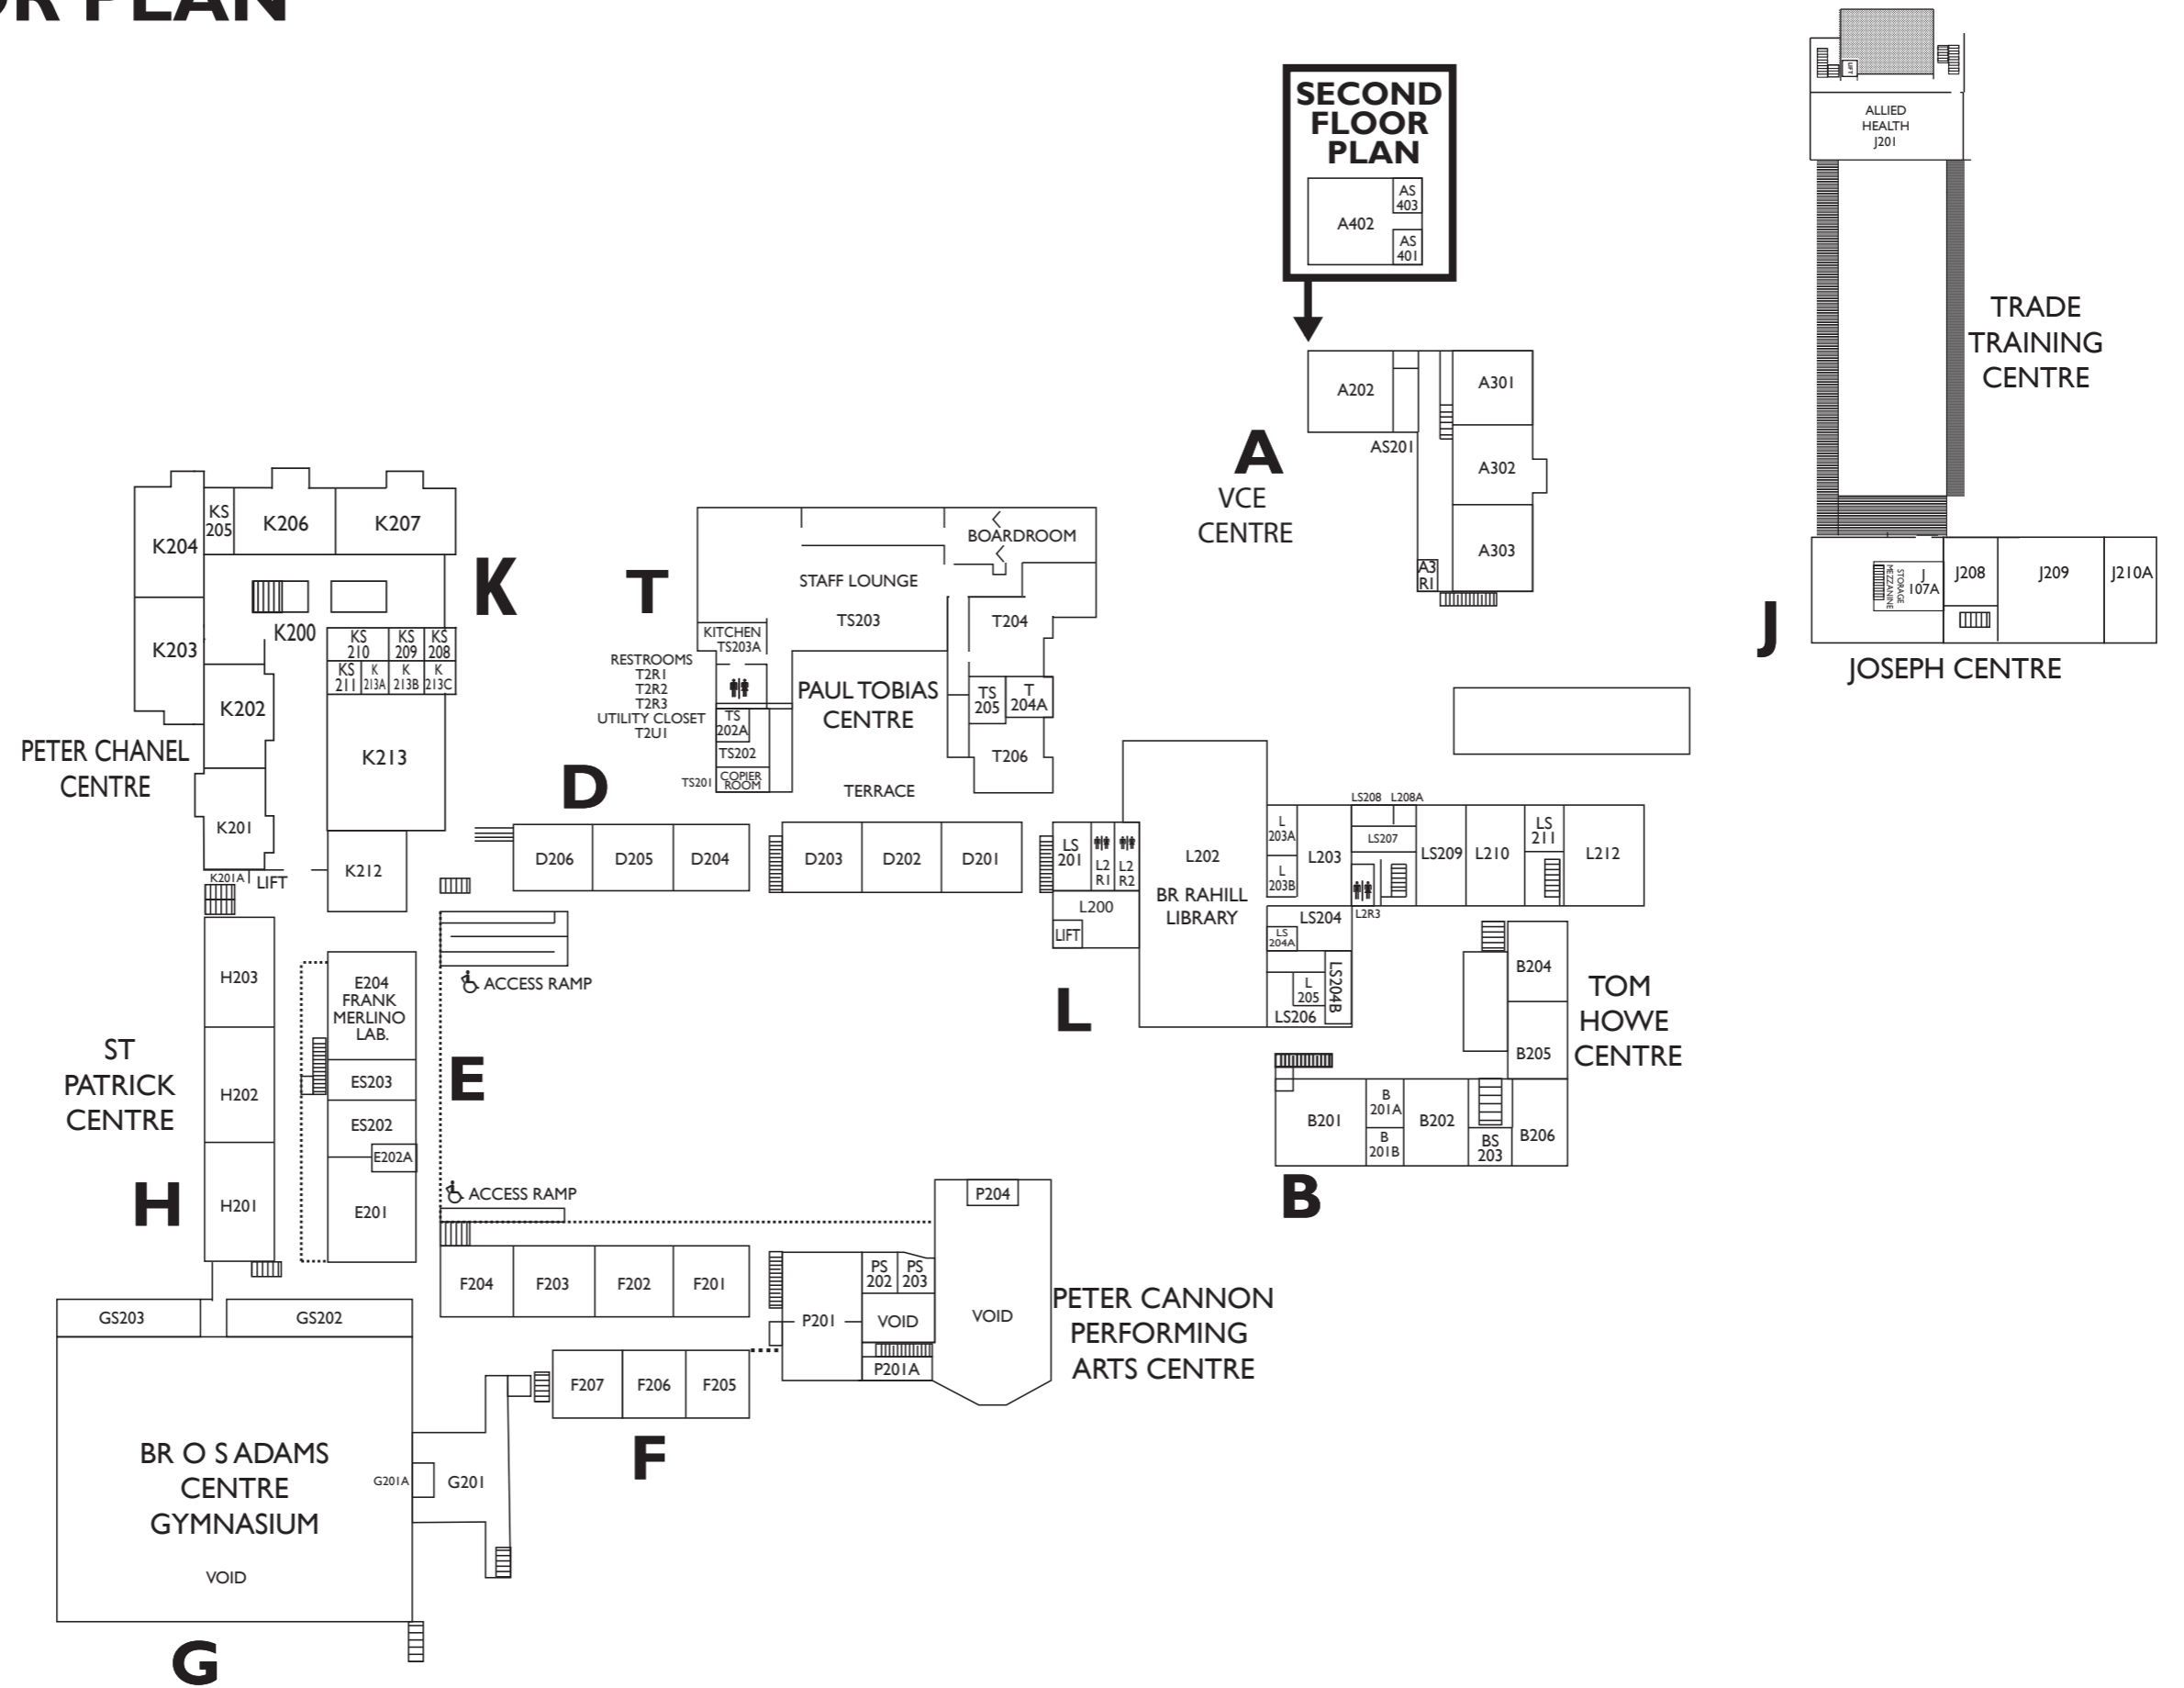 OR PLAN
SECOND
FLOOR
PLAN
A402
AS
403
AS
401
LIFT
ALLIED
HEALTH
J201
TRADE
TRAINING
CENTRE
J
107A
STORAGE
MEZZANINE
J208
J209
J210A
J
JOSEPH CENTRE
A202
AS201
A301
A302
A303
A3
R1
A
VCE
CENTRE
K204
KS
205
K206
K207
K
K203
K200
KS
210
KS
209
KS
208
KS
211
K
213A
K
213B
K
213C
K202
K213
K201
K212
K201A
LIFT
PETER CHANEL
CENTRE
T
BOARDROOM
STAFF LOUNGE
TS203
KITCHEN
TS203A
RESTROOMS
T2R1
T2R2
T2R3
UTILITY CLOSET
T2U1
TS
202A
TS202
TS201
COPIER
ROOM
PAUL TOBIAS
CENTRE
TERRACE
T204
TS
205
T
204A
T206
D
D206
D205
D204
D203
D202
D201
LS
201
L2
R1
L2
R2
L200
LIFT
L202
BR RAHILL
LIBRARY
L
203A
L
203B
L203
LS208
L208A
LS207
LS209
L210
LS
211
L212
L2R3
LS204
LS
204A
LS204B
L
205
LS206
L
B204
B205
TOM
HOWE
CENTRE
B201
B
201A
B
201B
B202
BS
203
B206
B
H203
H202
H201
ST
PATRICK
CENTRE
H
E204
FRANK
MERLINO
LAB.
ES203
ES202
E202A
E201
E
ACCESS RAMP
ACCESS RAMP
F204
F203
F202
F201
F207
F206
F205
F
P204
PS
202
PS
203
P201
VOID
VOID
P201A
PETER CANNON
PERFORMING
ARTS CENTRE
GS203
GS202
BR O S ADAMS
CENTRE
GYMNASIUM
VOID
G201A
G201
G